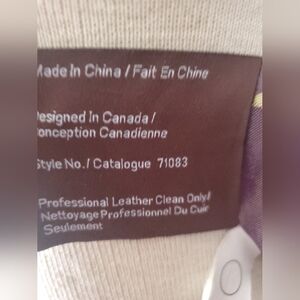 Made In China / Fait En Chine
Designed In Canada /
Conception Canadienne
Style No./ Catalogue 71083
Professional Leather Clean Only/
Nettoyage Professionnel Du Cuir
Seulement